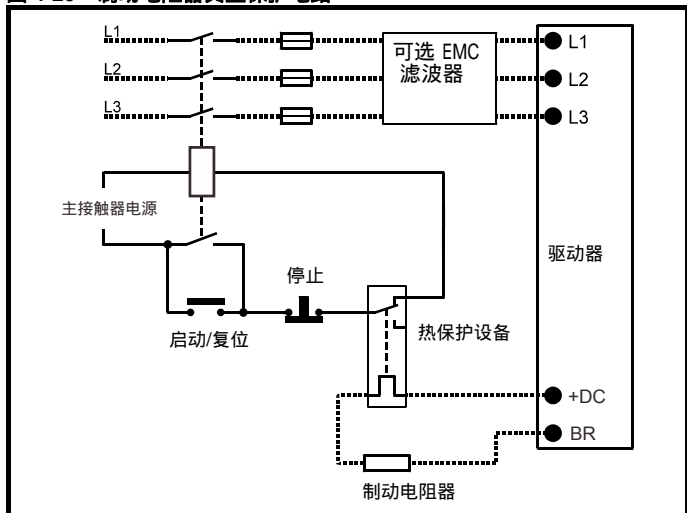 L1
L2
L3
可选 EMC
滤波器
L1
L2
L3
主接触器电源
驱动器
停止
启动/复位
热保护设备
+DC
BR
制动电阻器